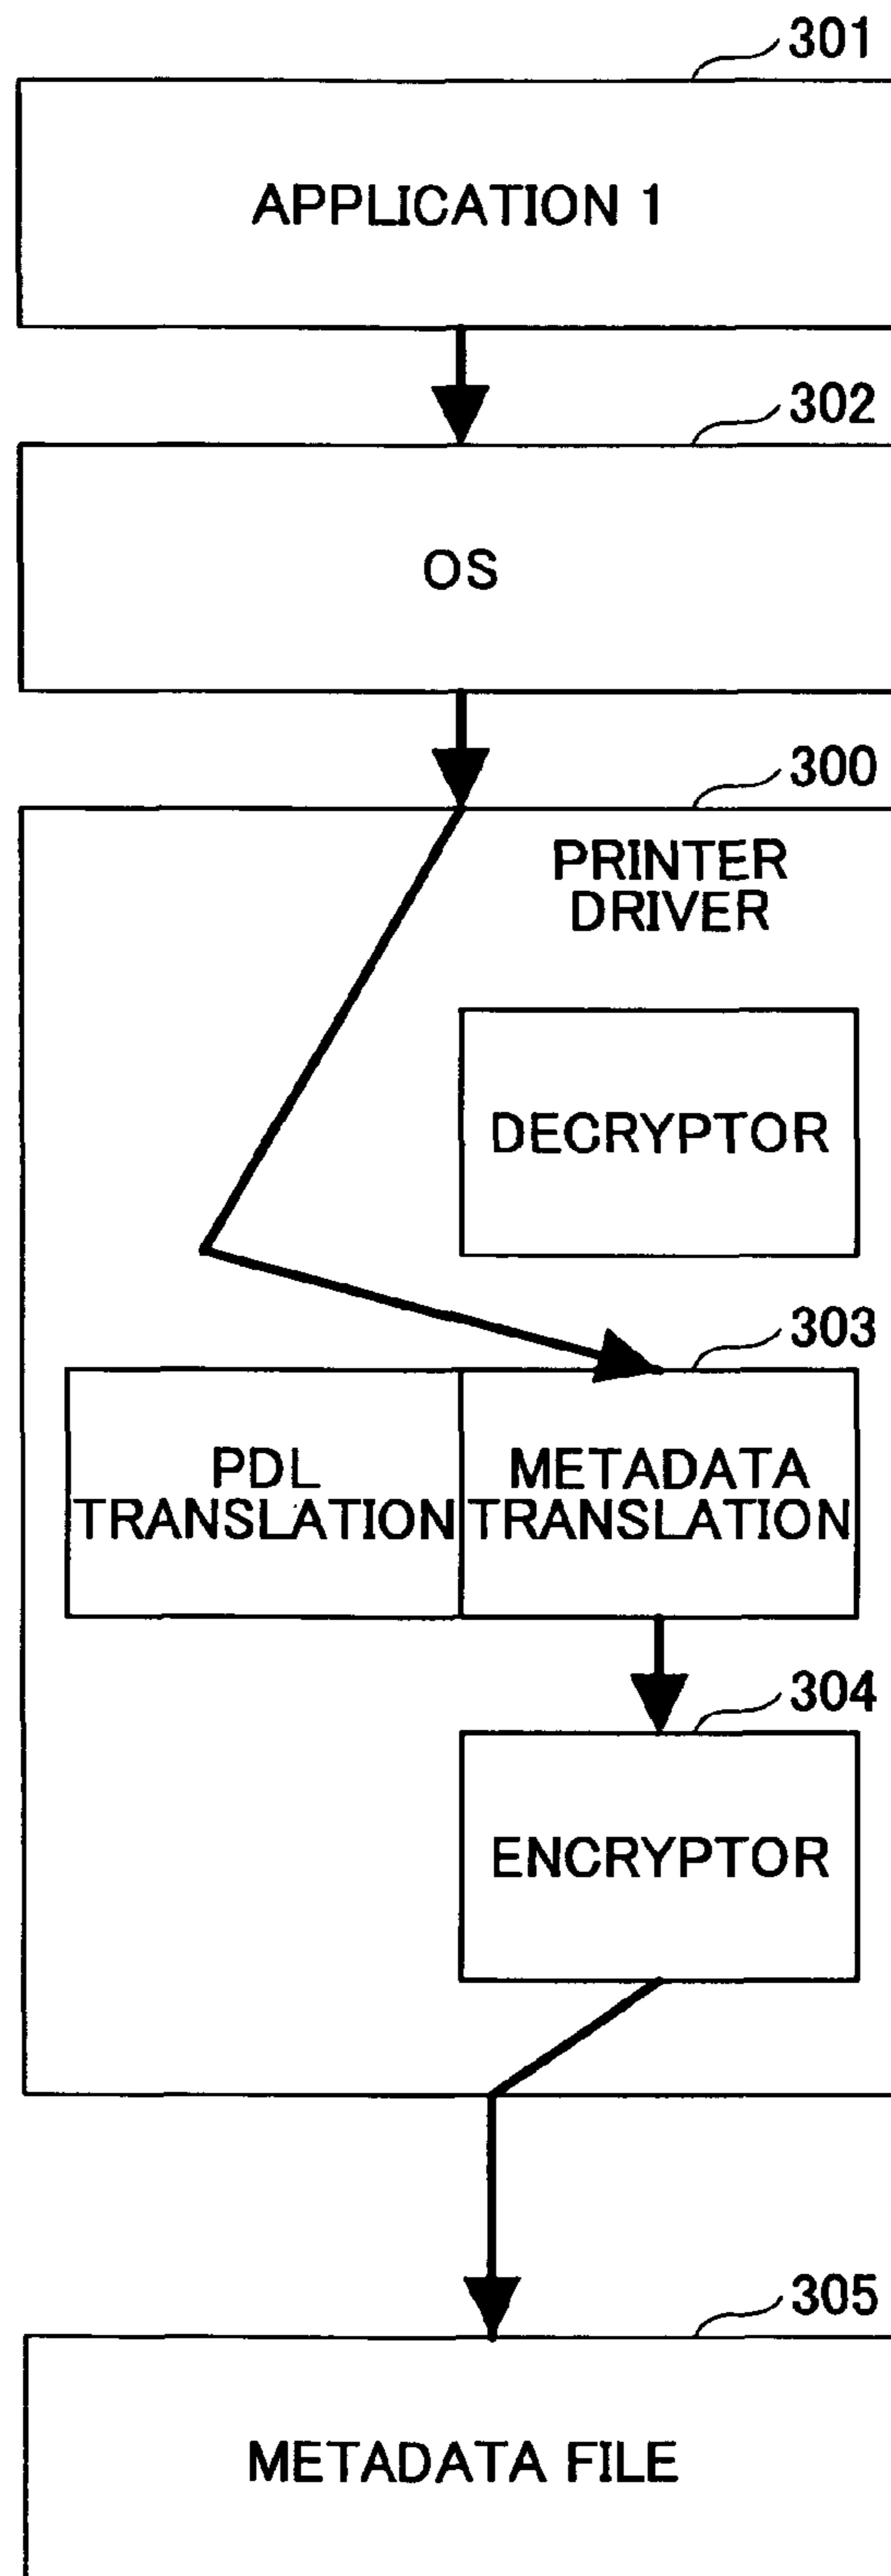 301
APPLICATION 1
302
OS
300
PRINTER
DRIVER
DECRYPTOR
303
PDL
TRANSLATION
METADATA
TRANSLATION
304
ENCRYPTOR
305
METADATA FILE